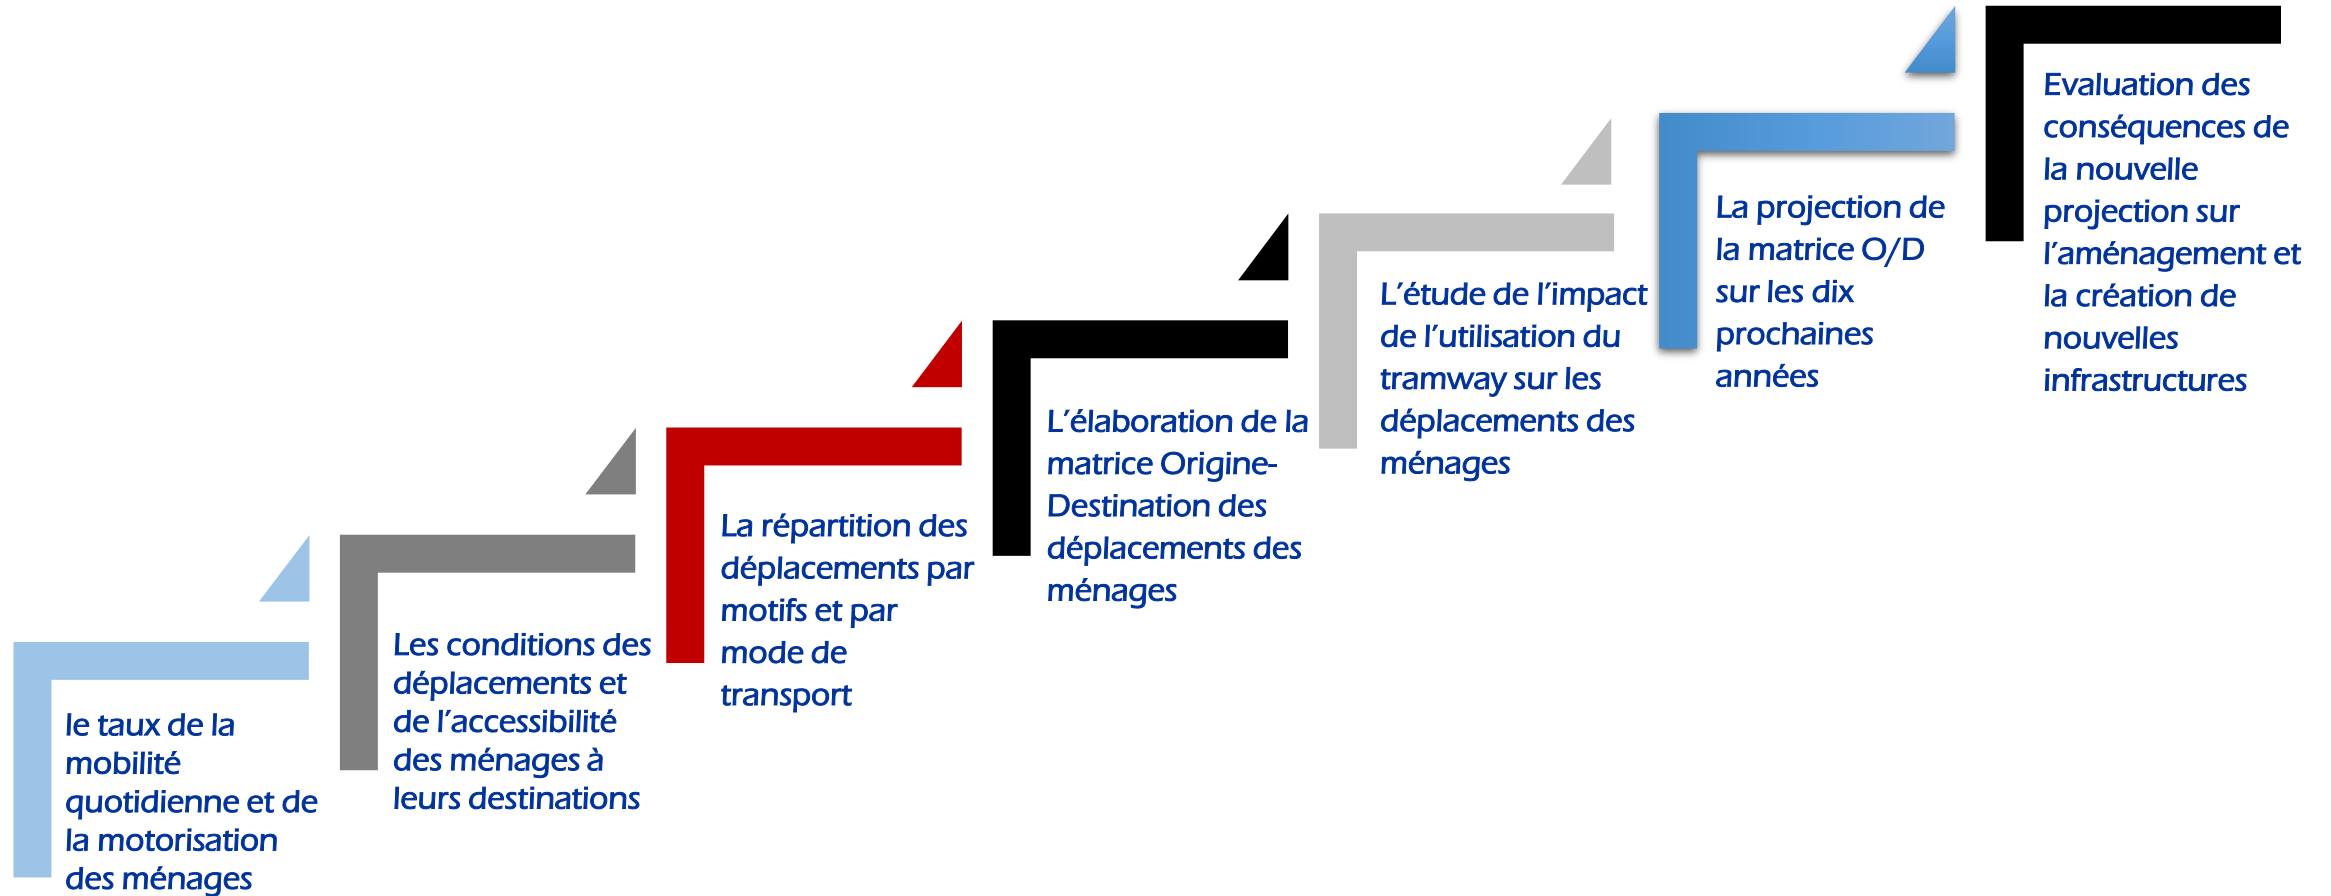 le taux de la
mobilité
quotidienne et de
la motorisation
des ménages
Les conditions des
déplacements et
de l’accessibilité
des ménages à
leurs destinations
La répartition des
déplacements par
motifs et par
mode de
transport
L’élaboration de la
matrice Origine-
Destination des
déplacements des
ménages
L’étude de l’impact
de l’utilisation du
tramway sur les
déplacements des
ménages
La projection de
la matrice O/D
sur les dix
prochaines
années
Evaluation des
conséquences de
la nouvelle
projection sur
l’aménagement et
la création de
nouvelles
infrastructures